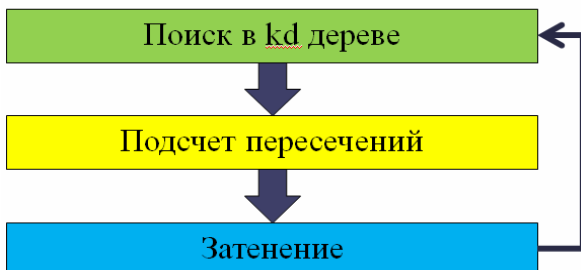 Поиск в kd дереве
Подсчет пересечений
Затенение